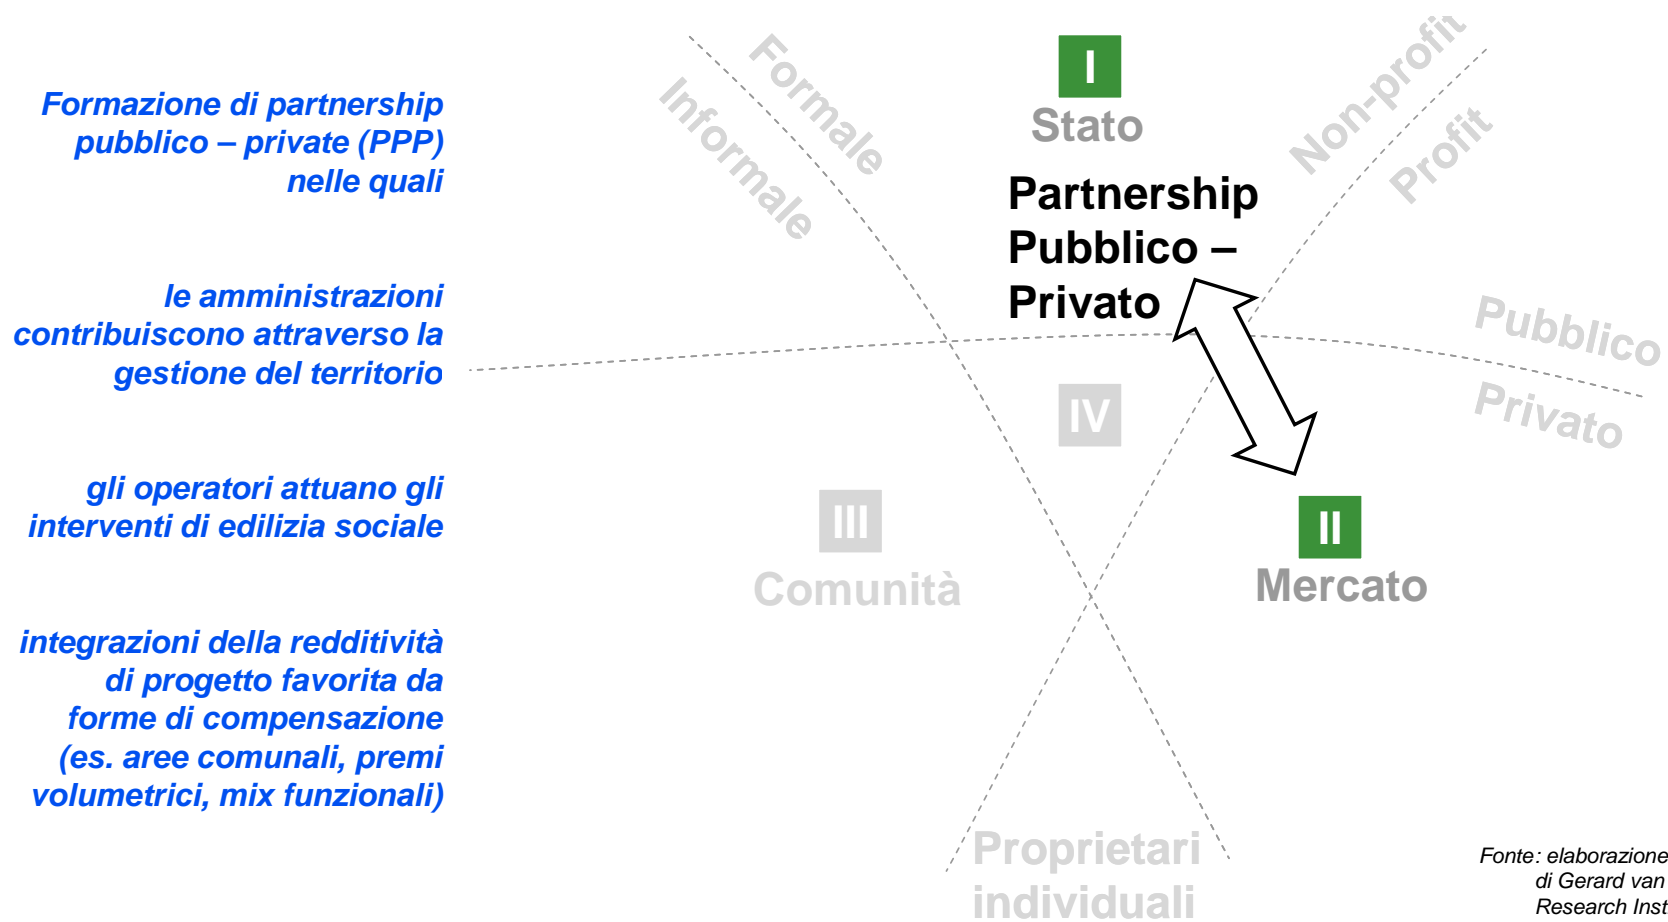 Formazione di partnership
pubblico – private (PPP)
nelle quali
le amministrazioni
contribuiscono attraverso la
gestione del territorio
gli operatori attuano gli
interventi di edilizia sociale
integrazioni della redditività
di progetto favorita da
forme di compensazione
(es. aree comunali, premi
volumetrici, mix funzionali)
Formale
Informale
I
Stato
Non-profit
Profit
Partnership
Pubblico –
Privato
Pubblico
Privato
IV
III
Comunità
II
Mercato
Proprietari
individuali
Fonte: elaborazione
di Gerard van
Research Inst